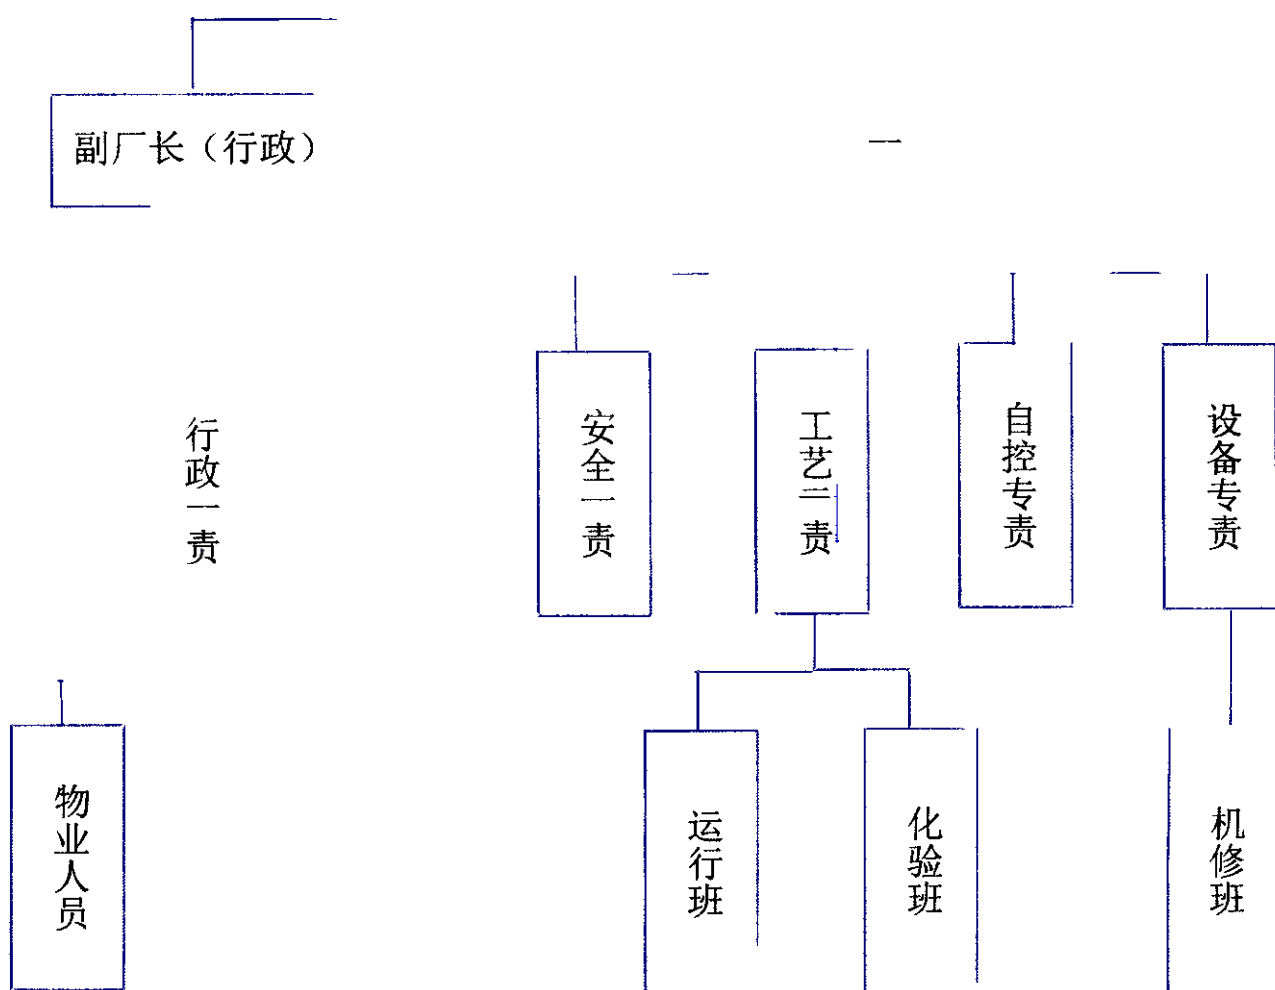 副厂长（行政）
一
行政一责
安全一责
工艺二责
自控专责
设备专责
物业人员
运行班
化验班
机修班